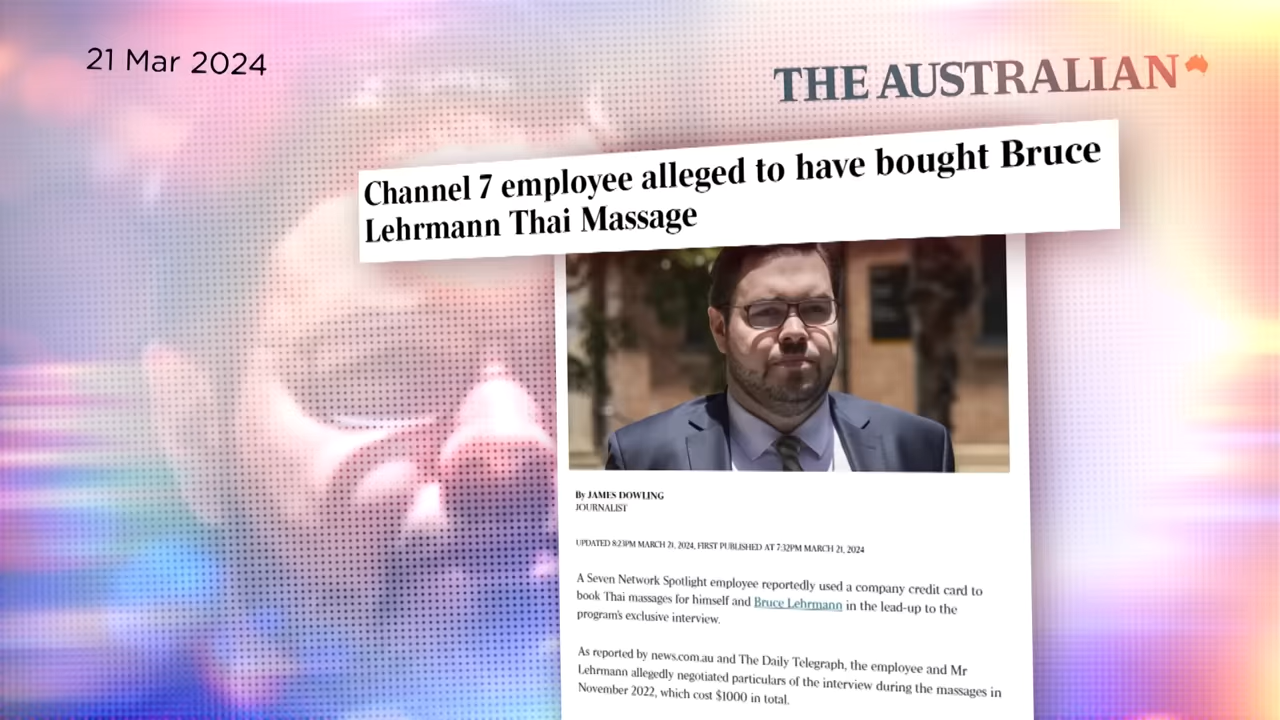 21 Mar 2024
THE AUSTRALIAN
Channel 7 employee alleged to have bought Bruce
Lehrmann Thai Massage
By JAMES DOWLING
JOURNALIST
UPDATED 8:23PM MARCH 21, 2024, FIRST PUBLISHED AT 7:32PM MARCH 21, 2024
A Seven Network Spotlight employee reportedly used a company credit card to
book Thai massages for himself and Bruce Lehrmann in the lead-up to the
program's exclusive interview.
As reported by news.com.au and The Daily Telegraph, the employee and Mr
Lehrmann allegedly negotiated particulars of the interview during the massages in
November 2022, which cost $1000 in total.